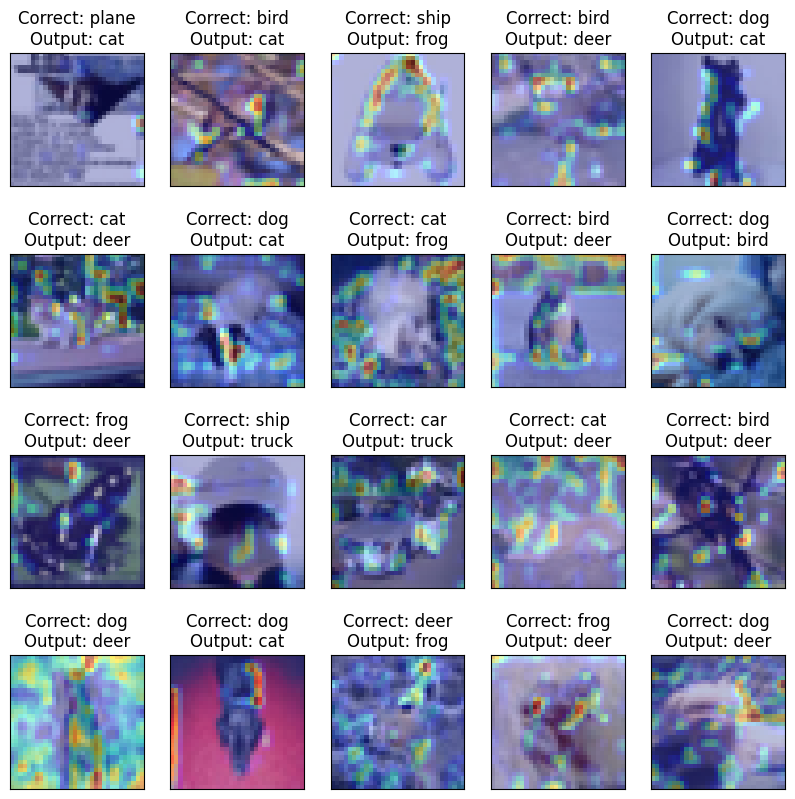 Correct: plane
Output: cat
Correct: bird
Output: cat
Correct: ship
Output: frog
Correct: bird
Output: deer
Correct: dog
Output: cat
Correct: cat
Output: deer
Correct: dog
Output: cat
Correct: cat
Output: frog
Correct: bird
Output: deer
Correct: dog
Output: bird
Correct: frog
Output: deer
Correct: ship
Output: truck
Correct: car
Output: truck
Correct: cat
Output: deer
Correct: bird
Output: deer
Correct: dog
Output: deer
Correct: dog
Output: cat
Correct: deer
Output: frog
Correct: frog
Output: deer
Correct: dog
Output: deer